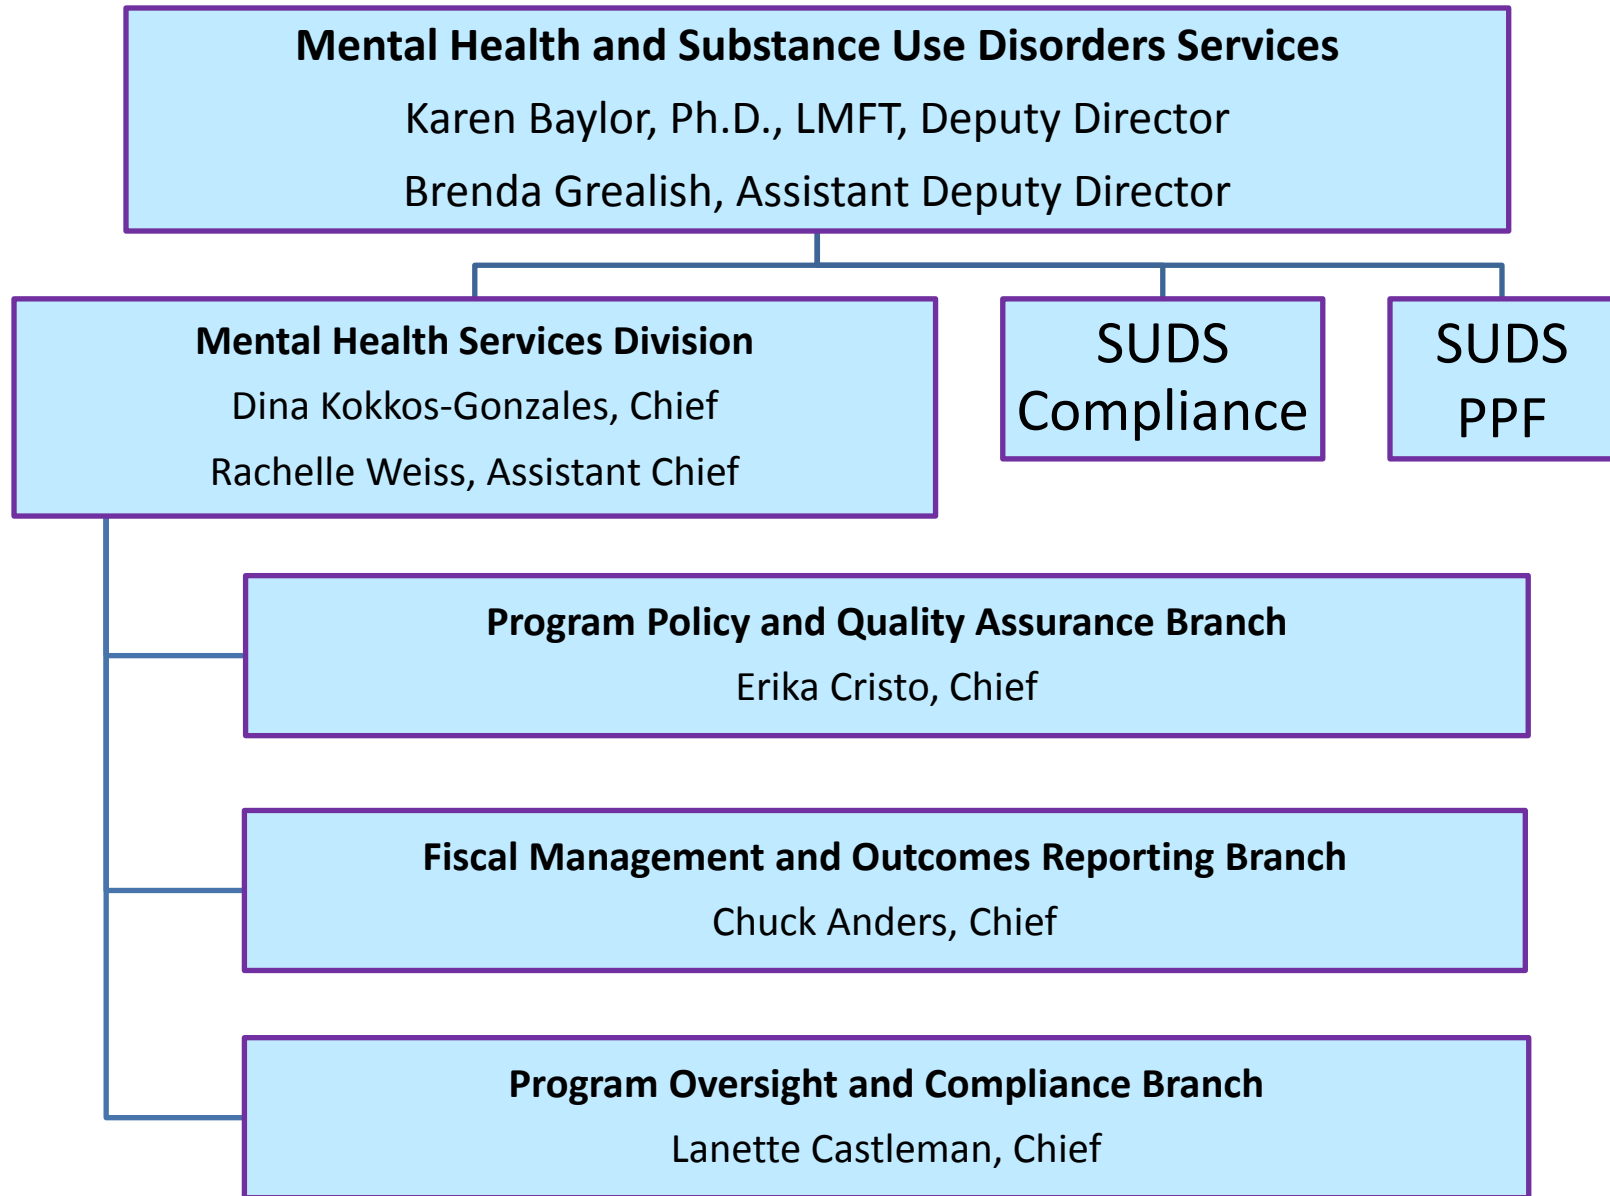 Mental Health and Substance Use Disorders Services
Karen Baylor, Ph.D., LMFT, Deputy Director
Brenda Grealish, Assistant Deputy Director
Mental Health Services Division
Dina Kokkos-Gonzales, Chief
Rachelle Weiss, Assistant Chief
SUDS
Compliance
SUDS
PPF
Program Policy and Quality Assurance Branch
Erika Cristo, Chief
Fiscal Management and Outcomes Reporting Branch
Chuck Anders, Chief
Program Oversight and Compliance Branch
Lanette Castleman, Chief